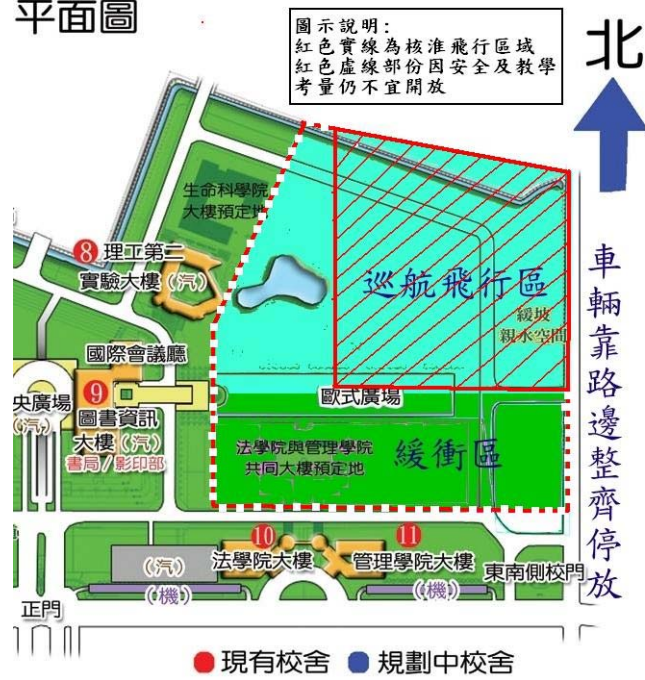 平面圖
圖示說明:
紅色實線為核淮飛行區域
紅色虛線部份因安全及教學
考量仍不宜開放
北
生命科學院
大樓預定地
8 理工第二
實驗大樓(汽)
巡航飛行區
緩坡
親水空間
車輛靠路邊整齊停放
國際會議廳
央廣場
(汽)
9
圖書資訊
大樓(汽)
書局/影印部
歐式廣場
法學院與管理學院
共同大樓預定地
緩衝區
10
法學院大樓
11
管理學院大樓
(汽)
(機)
(機)
東南側校門
正門
現有校舍
規劃中校舍